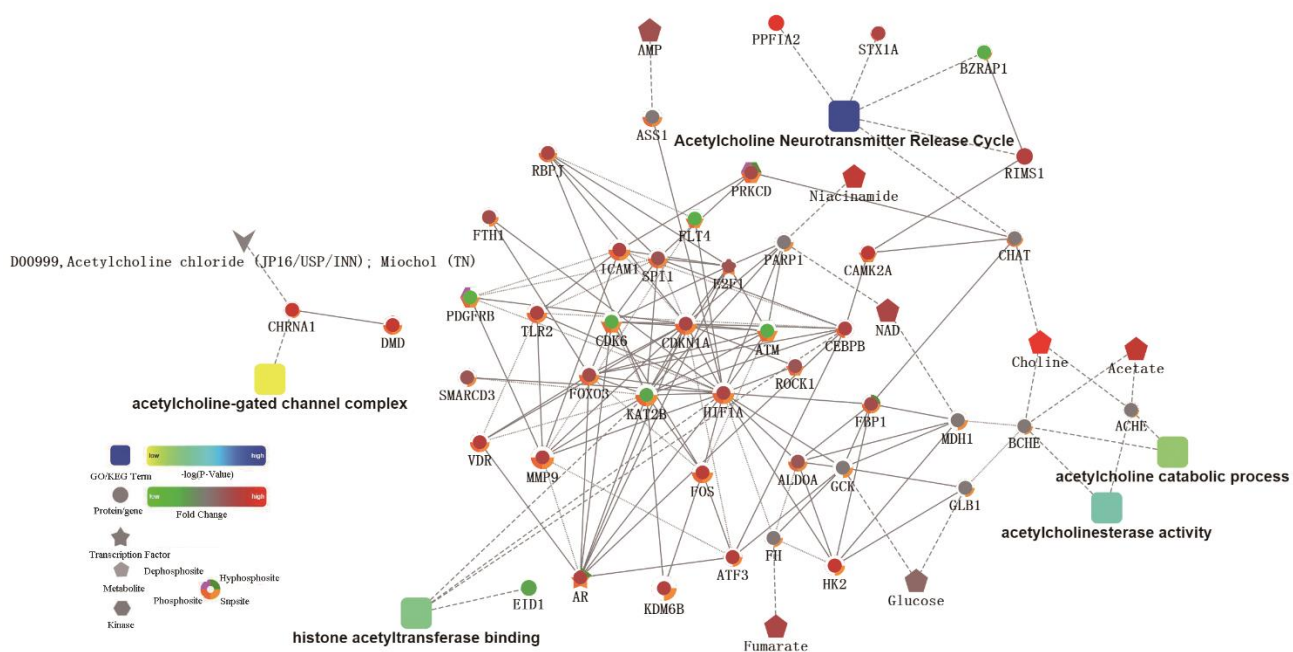 AMP
PPFIA2
STX1A
BZRAP1
ASS1
Acetylcholine Neurotransmitter Release Cycle
RBPJ
PRKCD
Niacinamide
RIMS1
FTH1
FLT4
D00999,Acetylcholine chloride (JP16/USP/INN); Miochol (TN)
ICAM1
SPI1
E2F1
PARP1
CAMK2A
CHAT
PDGFRB
CHRNA1
DMD
TLR2
CDK6
CDKN1A
ATM
CEBPB
NAD
Choline
Acetate
SMARCD3
FOXO3
KAT2B
HIF1A
ROCK1
FBP1
MDH1
BCHE
ACHE
acetylcholine-gated channel complex
VDR
MMP9
FOS
ALDOA
GCK
GLB1
acetylcholine catabolic process
acetylcholinesterase activity
low
high
GO/KEG Term
-log(P-Value)
low
high
Protein/gene
Fold Change
Transcription Factor
Dephosphosite
Metabolite
Hyphposite
Phosphosite
Snpsite
Kinase
EID1
AR
KDM6B
ATF3
FH
HK2
Glucose
histone acetyltransferase binding
Fumarate